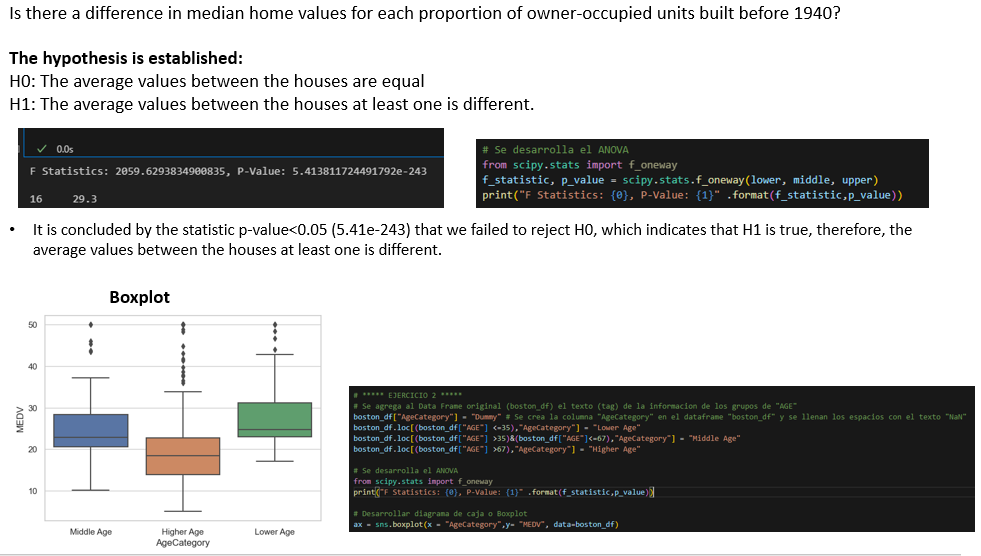 Is there a difference in median home values for each proportion of owner-occupied units built before 1940?
The hypothesis is established:
H0: The average values between the houses are equal
H1: The average values between the houses at least one is different.
✓ 0.0s
F Statistics: 2059.6293834900835, P-Value: 5.413811724491792e-243
16 29.3
# Se desarrolla el ANOVA
from scipy.stats import f_oneway
f_statistic, p_value = scipy.stats.f_oneway(lower, middle, upper)
print("F Statistics: {0}, P-Value: {1}" .format(f_statistic,p_value))
• It is concluded by the statistic p-value<0.05 (5.41e-243) that we failed to reject H0, which indicates that H1 is true, therefore, the
average values between the houses at least one is different.
Boxplot
50
40
30
20
10
MEDV
Middle Age
Higher Age
Lower Age
AgeCategory
# ***** EJERCICIO 2 *****
# Se agrega al Data Frame original (boston_df) el texto (tag) de la informacion de los grupos de "AGE"
boston_df["AgeCategory"] = "Dummy" # Se crea la columna "AgeCategory" en el dataframe "boston_df" y se llenan los espacios con el texto "NaN"
boston_df.loc[(boston_df["AGE"] <=35),"AgeCategory"] = "Lower Age"
boston_df.loc[(boston_df["AGE"] >35)&(boston_df["AGE"]<=67),"AgeCategory"] = "Middle Age"
boston_df.loc[(boston_df["AGE"] >67),"AgeCategory"] = "Higher Age"
# Se desarrolla el ANOVA
from scipy.stats import f_oneway
print("F Statistics: {0}, P-Value: {1}" .format(f_statistic,p_value))
# Desarrollar diagrama de caja o Boxplot
ax = sns.boxplot(x = "AgeCategory",y= "MEDV", data=boston_df)